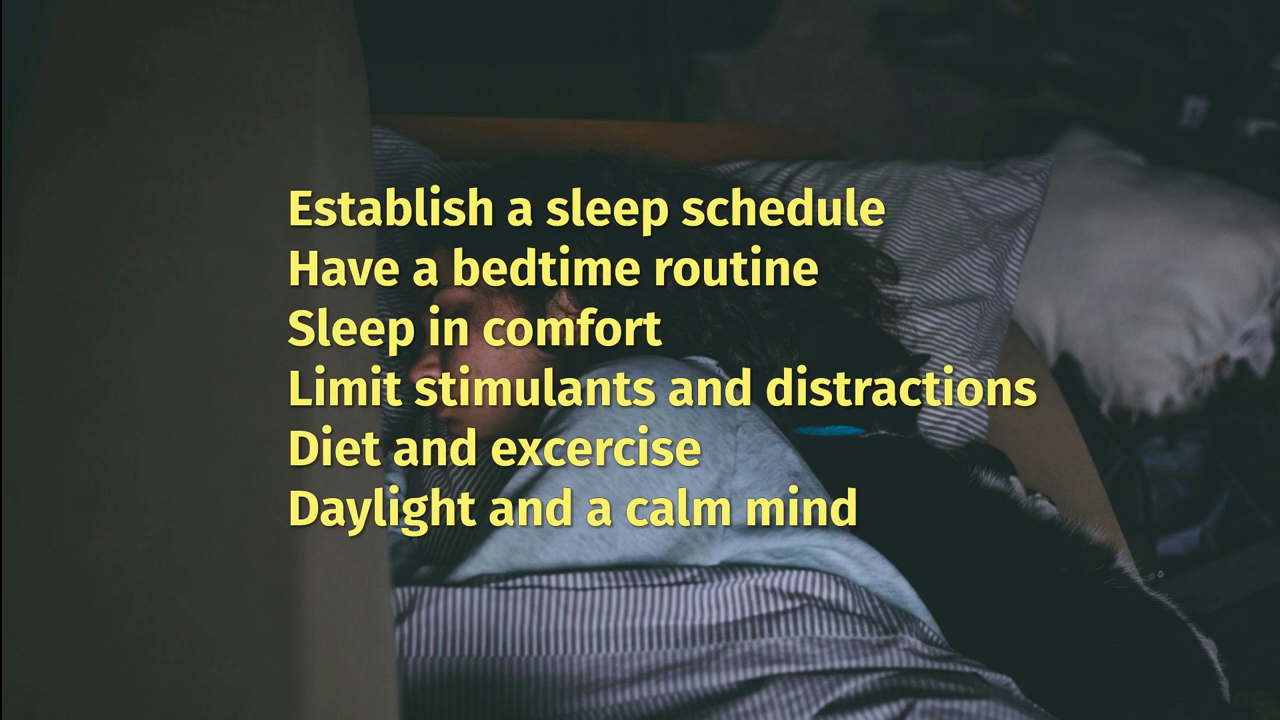 Establish a sleep schedule
Have a bedtime routine
Sleep in comfort
Limit stimulants and distractions
Diet and excercise
Daylight and a calm mind